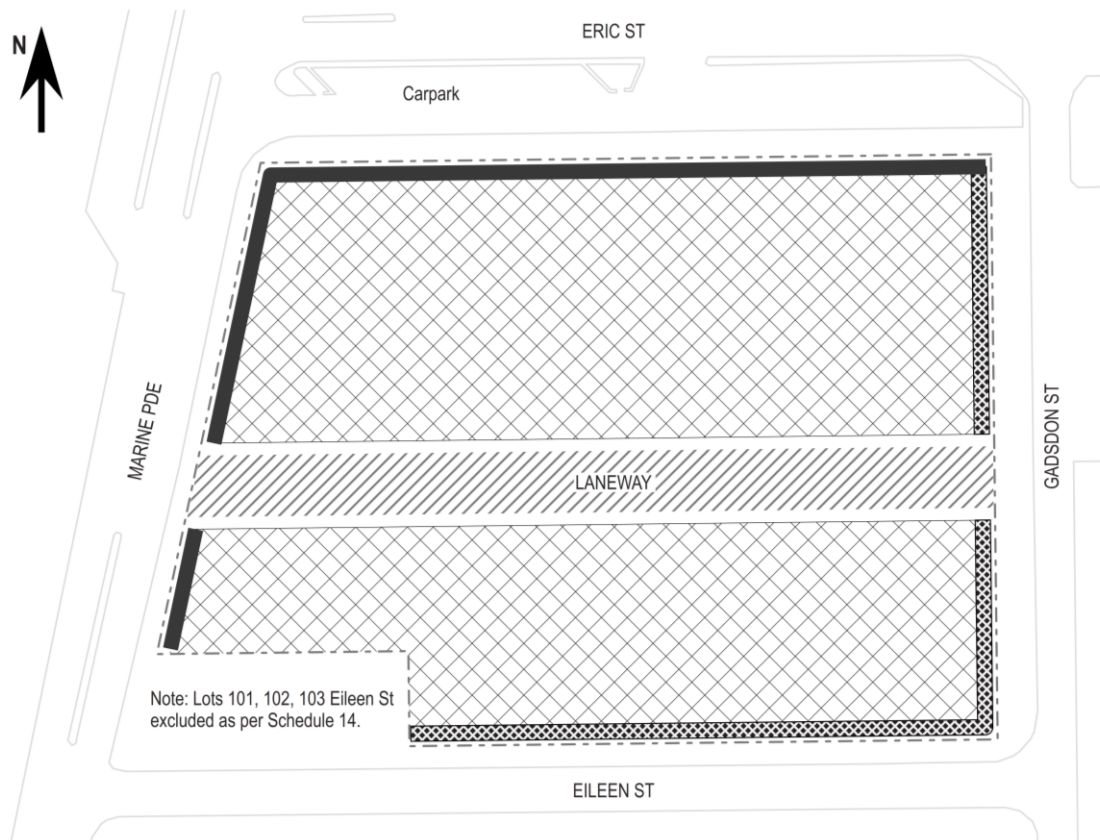 ERIC ST
N
Carpark
MARINE PDE
GADSDON ST
LANEWAY
Note: Lots 101, 102, 103 Eileen St
excluded as per Schedule 14.
EILEEN ST